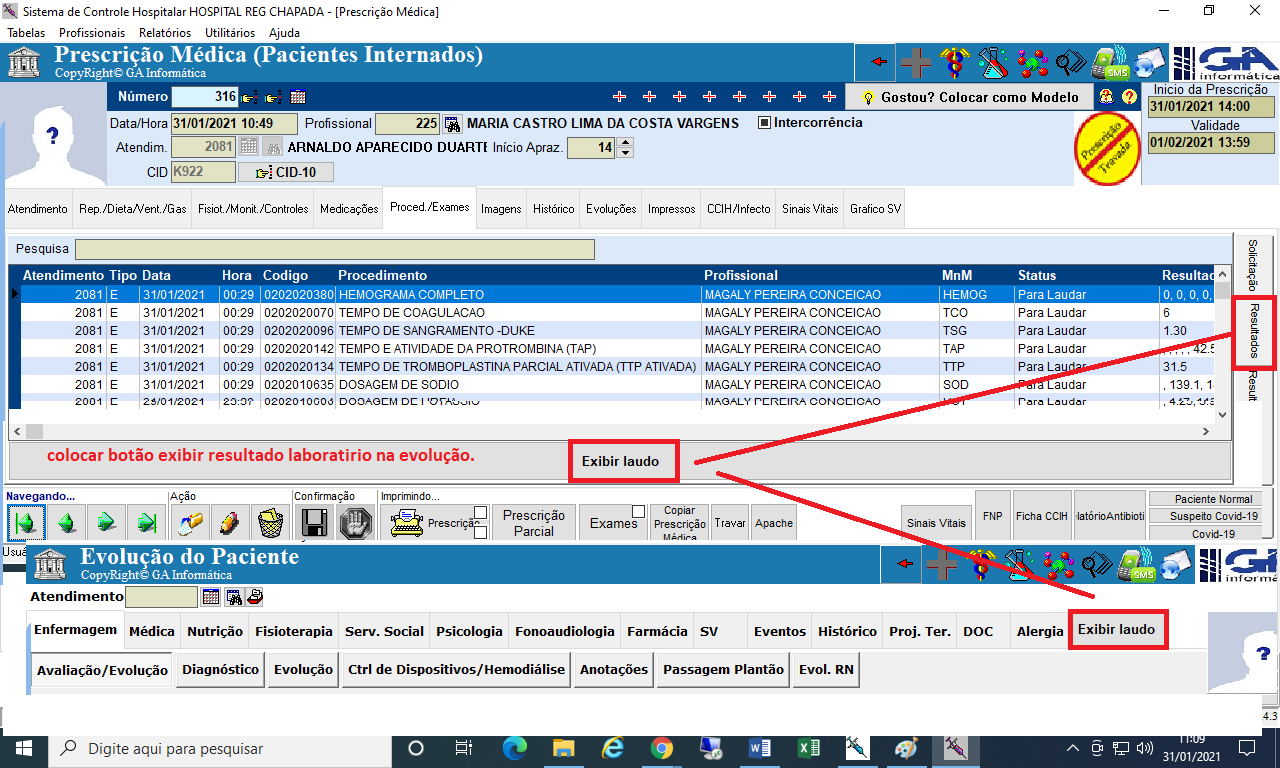 Sistema de Controle Hospitalar HOSPITAL REG CHAPADA - [Prescrição Médica]
Tabelas Profissionais Relatórios Utilitários Ajuda
Prescrição Médica (Pacientes Internados)
CopyRight© GA Informática
SMS
GA
informática
Número 316
Gostou? Colocar como Modelo
Inicio da Prescrição
31/01/2021 14:00
Validade
01/02/2021 13:59
Data/Hora 31/01/2021 10:49 Profissional 225 MARIA CASTRO LIMA DA COSTA VARGENS Intercorrência
Atendim. 2081 ARNALDO APARECIDO DUARTE Início Apraz. 14
CID K922 CID-10
Prescrição Travada
Atendimento Rep./Dieta/Vent./Gas Fisiot./Monit./Controles Medicações Proced./Exames Imagens Histórico Evoluções Impressos CCIH/Infecto Sinais Vitais Grafico SV
Pesquisa
Solicitação
Resultados
Result
Atendimento Tipo Data Hora Codigo Procedimento Profissional MnM Status Resultac
2081 E 31/01/2021 00:29 0202020380 HEMOGRAMA COMPLETO MAGALY PEREIRA CONCEICAO HEMOG Para Laudar 0, 0, 0, 0,
2081 E 31/01/2021 00:29 0202020070 TEMPO DE COAGULACAO MAGALY PEREIRA CONCEICAO TCO Para Laudar 6
2081 E 31/01/2021 00:29 0202020096 TEMPO DE SANGRAMENTO -DUKE MAGALY PEREIRA CONCEICAO TSG Para Laudar 1.30
2081 E 31/01/2021 00:29 0202020142 TEMPO E ATIVIDADE DA PROTROMBINA (TAP) MAGALY PEREIRA CONCEICAO TAP Para Laudar , , , , 42.5
2081 E 31/01/2021 00:29 0202020134 TEMPO DE TROMBOPLASTINA PARCIAL ATIVADA (TTP ATIVADA) MAGALY PEREIRA CONCEICAO TTP Para Laudar 31.5
2081 E 31/01/2021 00:29 0202010635 DOSAGEM DE SODIO MAGALY PEREIRA CONCEICAO SOD Para Laudar , 139.1, 1
DOSAGEM DE POTASSIO MAGALY PEREIRA CONCEICAO Para Laudar
colocar botão exibir resultado laboratirio na evolução.
Exibir laudo
Navegando... Ação Confirmação Imprimindo...
Prescrição
Prescrição Parcial
Exames
Copiar Prescrição Médica
Travar
Apache
Sinais Vitais
FNP
Ficha CCIH
latórioAntibioti
Paciente Normal
Suspeito Covid-19
Covid-19
Usuá
Evolução do Paciente
CopyRight© GA Informática
SMS
informá
Atendimento
Enfermagem Médica Nutrição Fisioterapia Serv. Social Psicologia Fonoaudiologia Farmácia SV Eventos Histórico Proj. Ter. DOC Alergia Exibir laudo
Avaliação/Evolução Diagnóstico Evolução Ctrl de Dispositivos/Hemodiálise Anotações Passagem Plantão Evol. RN
4.3
Digite aqui para pesquisar
11:09
31/01/2021